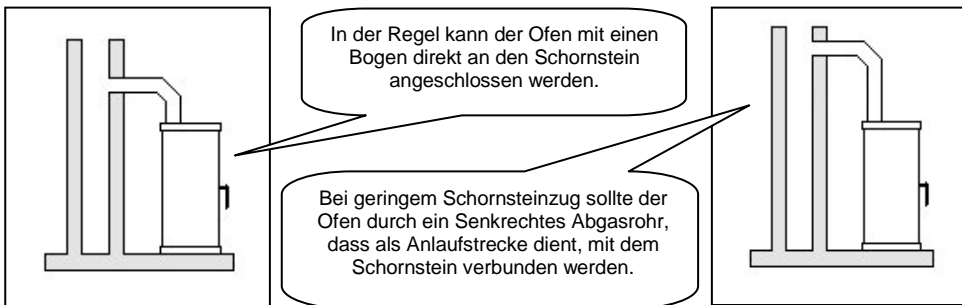 In der Regel kann der Ofen mit einen
Bogen direkt an den Schornstein
angeschlossen werden.
Bei geringem Schornsteinzug sollte der
Ofen durch ein Senkrechtes Abgasrohr,
dass als Anlaufstrecke dient, mit dem
Schornstein verbunden werden.